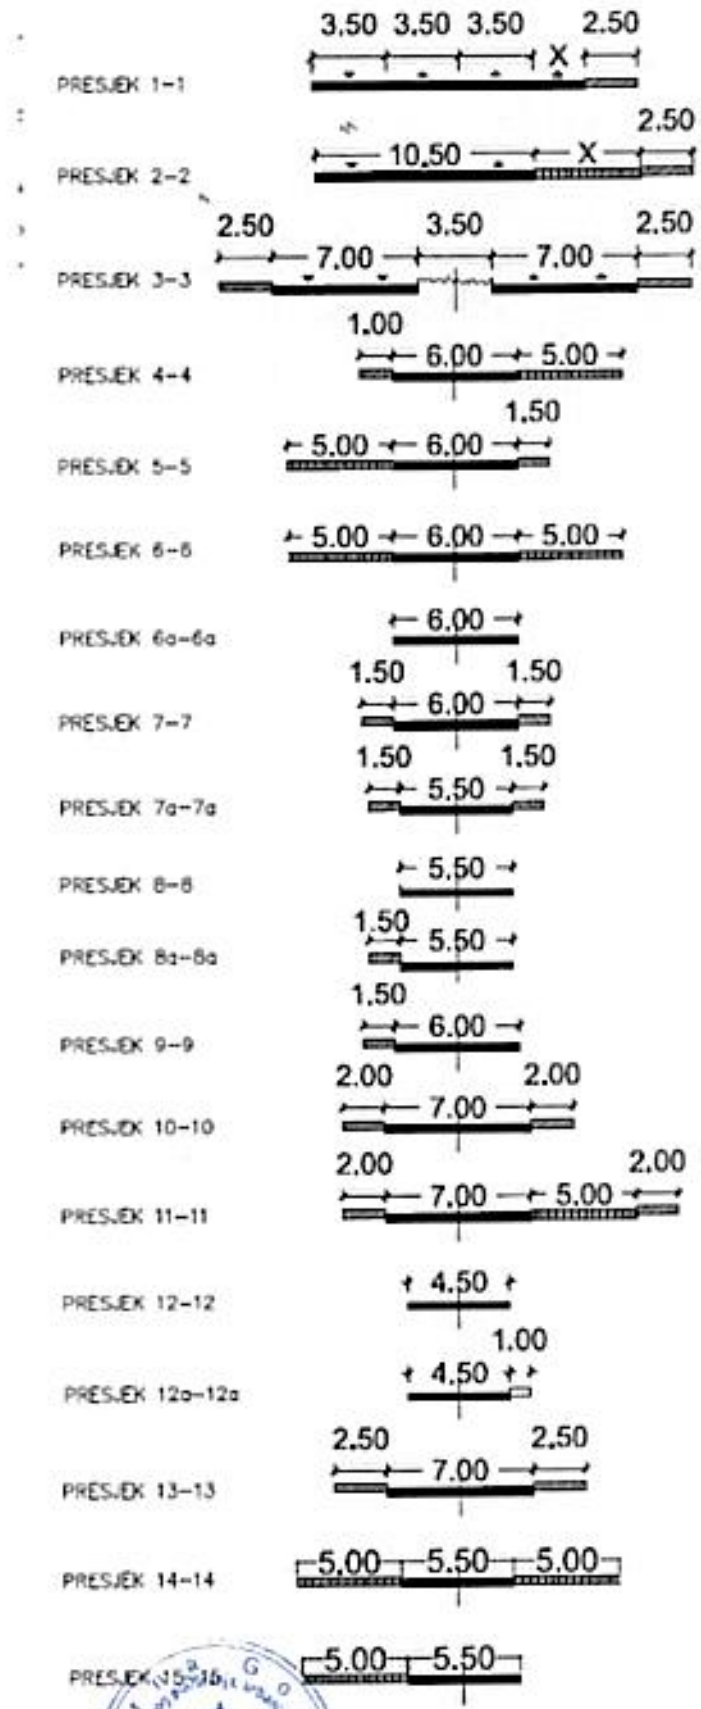 3.50 3.50 3.50 2.50
X
PRESJEK 1-1
2.50
10.50 X
PRESJEK 2-2
2.50 3.50 2.50
7.00 7.00
PRESJEK 3-3
1.00
6.00 5.00
PRESJEK 4-4
1.50
5.00 6.00
PRESJEK 5-5
5.00 6.00 5.00
PRESJEK 6-6
6.00
PRESJEK 6a-6a
1.50 1.50
6.00
PRESJEK 7-7
1.50 1.50
5.50
PRESJEK 7a-7a
5.50
PRESJEK 8-8
1.50
5.50
PRESJEK 8a-8a
1.50
6.00
PRESJEK 9-9
2.00 2.00
7.00
PRESJEK 10-10
2.00 2.00
7.00 5.00
PRESJEK 11-11
4.50
PRESJEK 12-12
1.00
4.50
PRESJEK 12a-12a
2.50 2.50
7.00
PRESJEK 13-13
5.00 5.50 5.00
PRESJEK 14-14
5.00 5.50
PRESJEK 15-15